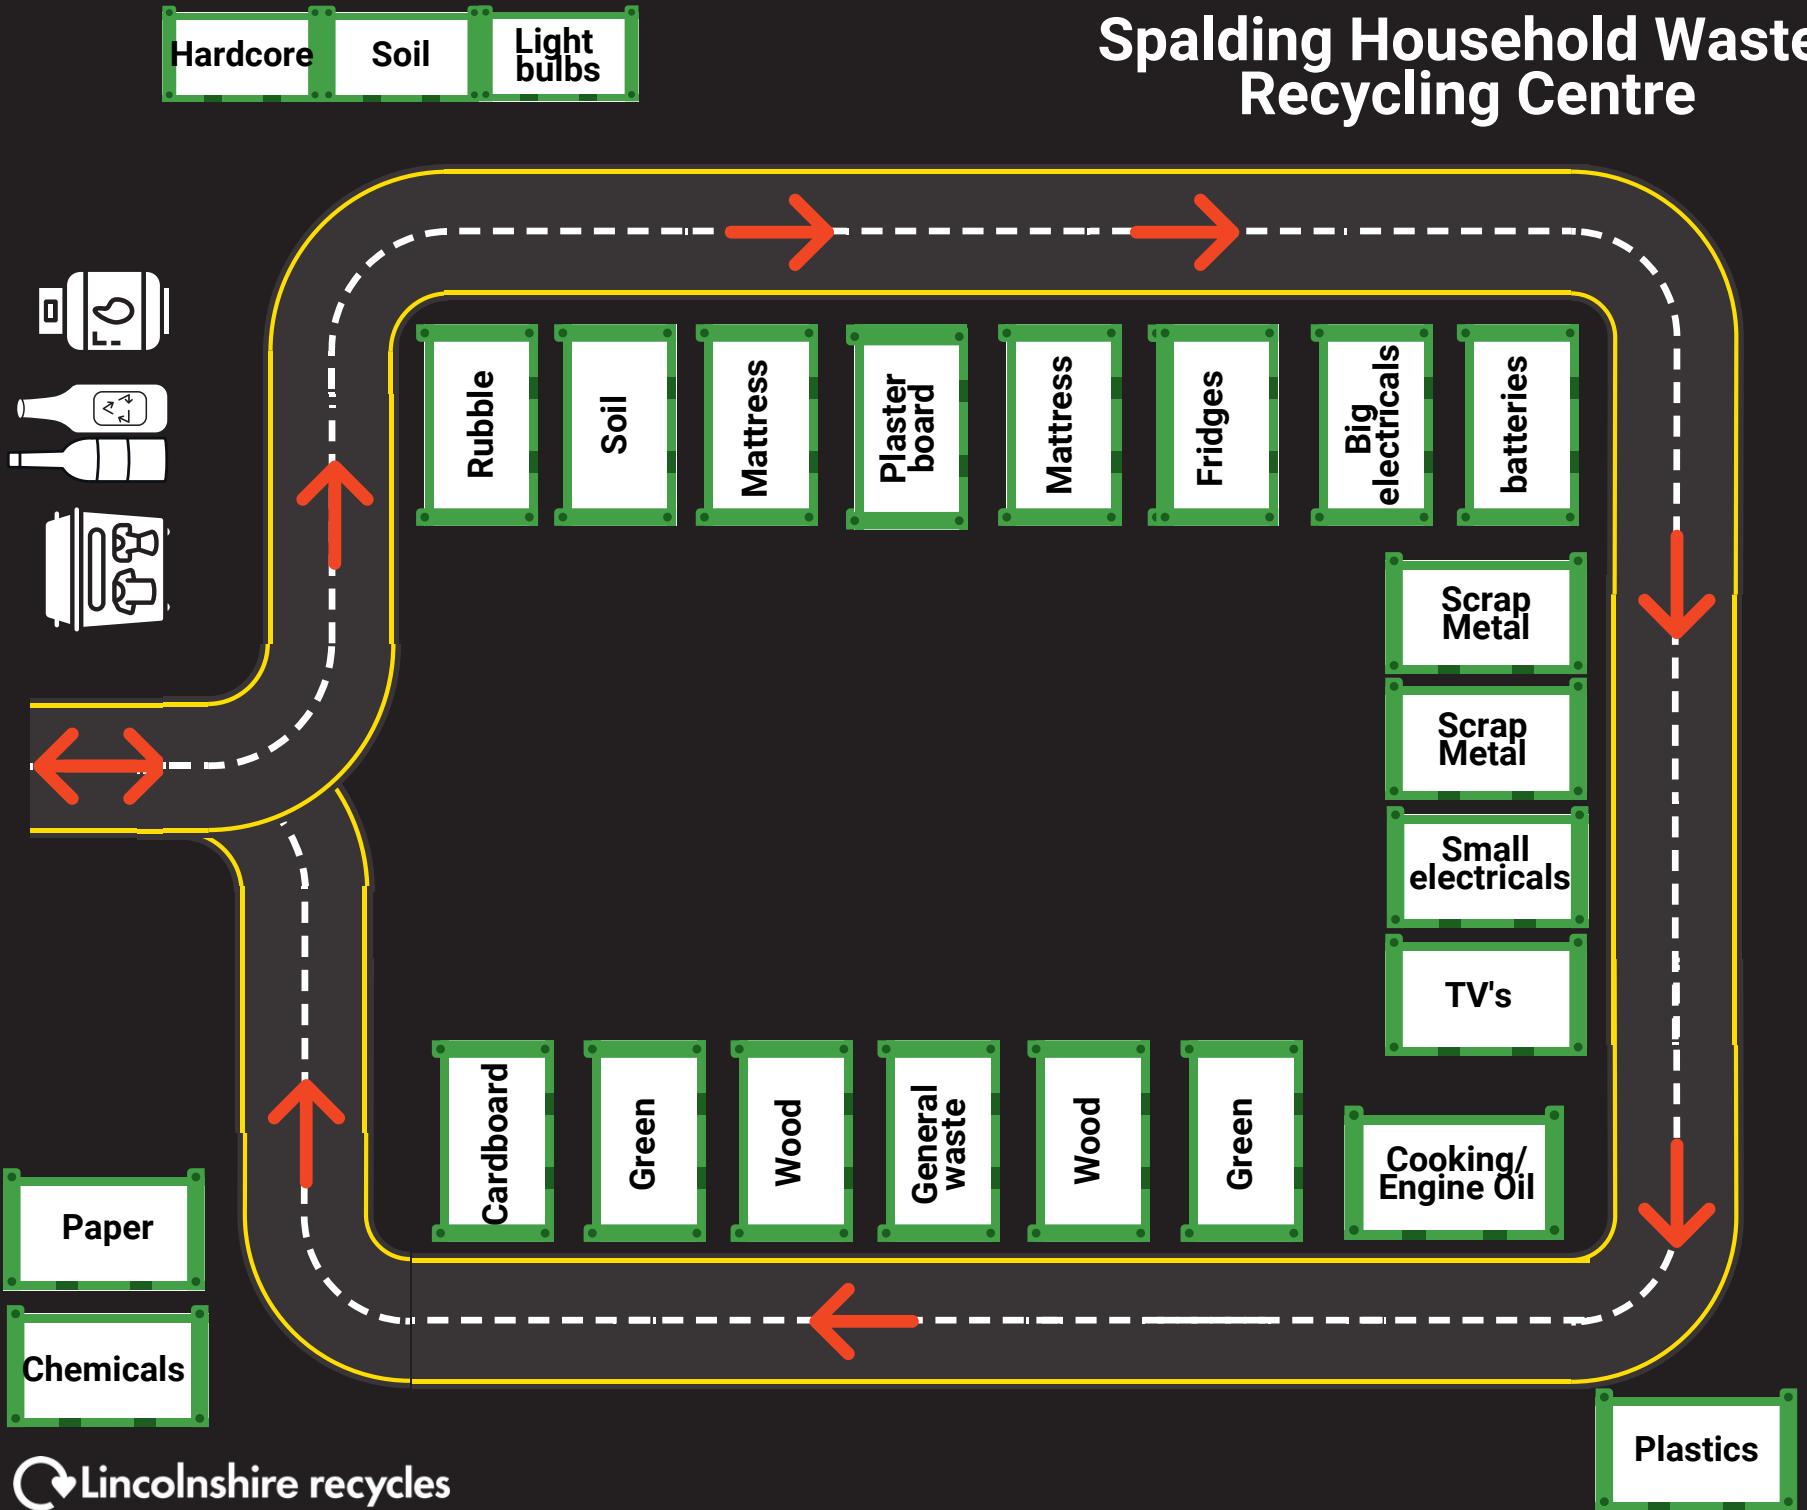 Hardcore
Soil
Light
bulbs
Spalding Household Waste
Recycling Centre
Rubble
Soil
Mattress
Plaster
board
Mattress
Fridges
Big
electricals
batteries
Scrap
Metal
Scrap
Metal
Small
electricals
TV's
Cardboard
Green
Wood
General
waste
Wood
Green
Cooking/
Engine Oil
Paper
Chemicals
Plastics
Lincolnshire recycles